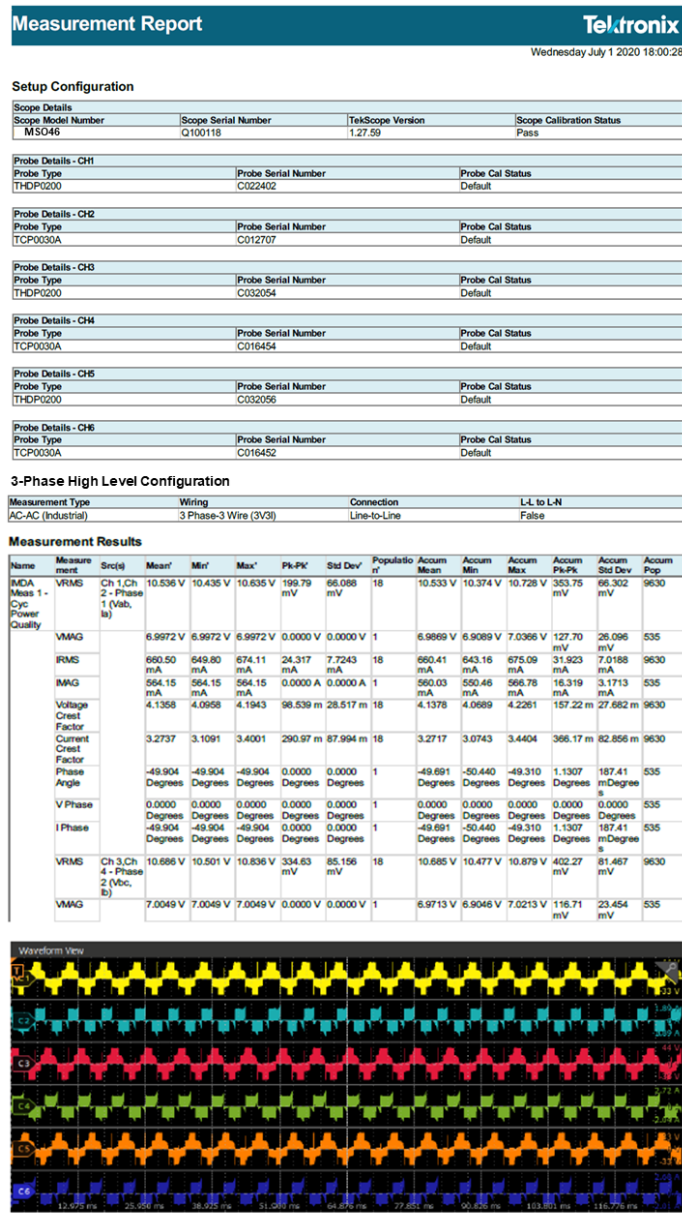 Measurement Report
Tektronix
Wednesday July 1 2020 18:00:28
Setup Configuration
Scope Details
Scope Model Number Scope Serial Number TekScope Version Scope Calibration Status
MSO46 Q100118 1.27.59 Pass
Probe Details - CH1
Probe Type Probe Serial Number Probe Cal Status
THDP0200 C022402 Default
Probe Details - CH2
Probe Type Probe Serial Number Probe Cal Status
TCP0030A C012707 Default
Probe Details - CH3
Probe Type Probe Serial Number Probe Cal Status
THDP0200 C032054 Default
Probe Details - CH4
Probe Type Probe Serial Number Probe Cal Status
TCP0030A C016454 Default
Probe Details - CH5
Probe Type Probe Serial Number Probe Cal Status
THDP0200 C032056 Default
Probe Details - CH6
Probe Type Probe Serial Number Probe Cal Status
TCP0030A C016452 Default
3-Phase High Level Configuration
Measurement Type Wiring Connection L-L to L-N
AC-AC (Industrial) 3 Phase-3 Wire (3V3I) Line-to-Line False
Measurement Results
Name Measure Src(s) Mean' Min' Max' Pk-Pk' Std Dev' Populatio Accum Accum Accum Accum Accum Accum
ment n' Mean Min Max Pk-Pk Std Dev Pop
IMDA VRMS Ch 1,Ch 10.536 V 10.435 V 10.635 V 199.79 66.088 18 10.533 V 10.374 V 10.728 V 353.75 66.302 9630
Meas 1 - 2 - Phase mV mV mV mV
Cyc 1 (Vab,
Power Ia)
Quality
VMAG 6.9972 V 6.9972 V 6.9972 V 0.0000 V 0.0000 V 1 6.9869 V 6.9089 V 7.0366 V 127.70 26.096 535
mV mV
IRMS 660.50 649.80 674.11 24.317 7.7243 18 660.41 643.16 675.09 31.923 7.0188 9630
mA mA mA mA mA mA mA mA mA mA
IMAG 564.15 564.15 564.15 0.0000 A 0.0000 A 1 560.03 550.46 566.78 16.319 3.1713 535
mA mA mA mA mA mA mA mA
Voltage 4.1358 4.0958 4.1943 98.539 m 28.517 m 18 4.1378 4.0689 4.2261 157.22 m 27.682 m 9630
Crest
Factor
Current 3.2737 3.1091 3.4001 290.97 m 87.994 m 18 3.2717 3.0743 3.4404 366.17 m 82.856 m 9630
Crest
Factor
Phase -49.904 -49.904 -49.904 0.0000 0.0000 1 -49.691 -50.440 -49.310 1.1307 187.41 535
Angle Degrees Degrees Degrees Degrees Degrees Degrees Degrees Degrees Degrees mDegree
s
V Phase 0.0000 0.0000 0.0000 0.0000 0.0000 1 0.0000 0.0000 0.0000 0.0000 0.0000 535
Degrees Degrees Degrees Degrees Degrees Degrees Degrees Degrees Degrees Degrees
I Phase -49.904 -49.904 -49.904 0.0000 0.0000 1 -49.691 -50.440 -49.310 1.1307 187.41 535
Degrees Degrees Degrees Degrees Degrees Degrees Degrees Degrees Degrees mDegree
s
VRMS Ch 3,Ch 10.686 V 10.501 V 10.836 V 334.63 85.156 18 10.685 V 10.477 V 10.879 V 402.27 81.467 9630
4 - Phase mV mV mV mV
2 (Vbc,
Ib)
VMAG 7.0049 V 7.0049 V 7.0049 V 0.0000 V 0.0000 V 1 6.9713 V 6.9046 V 7.0213 V 116.71 23.454 535
mV mV
Waveform View
C2
C3
44 V
C4
2.72 A
C5
C6
12.975 ms 25.950 ms 38.925 ms 51.900 ms 64.876 ms 77.851 ms 90.826 ms 103.801 ms 116.776 ms